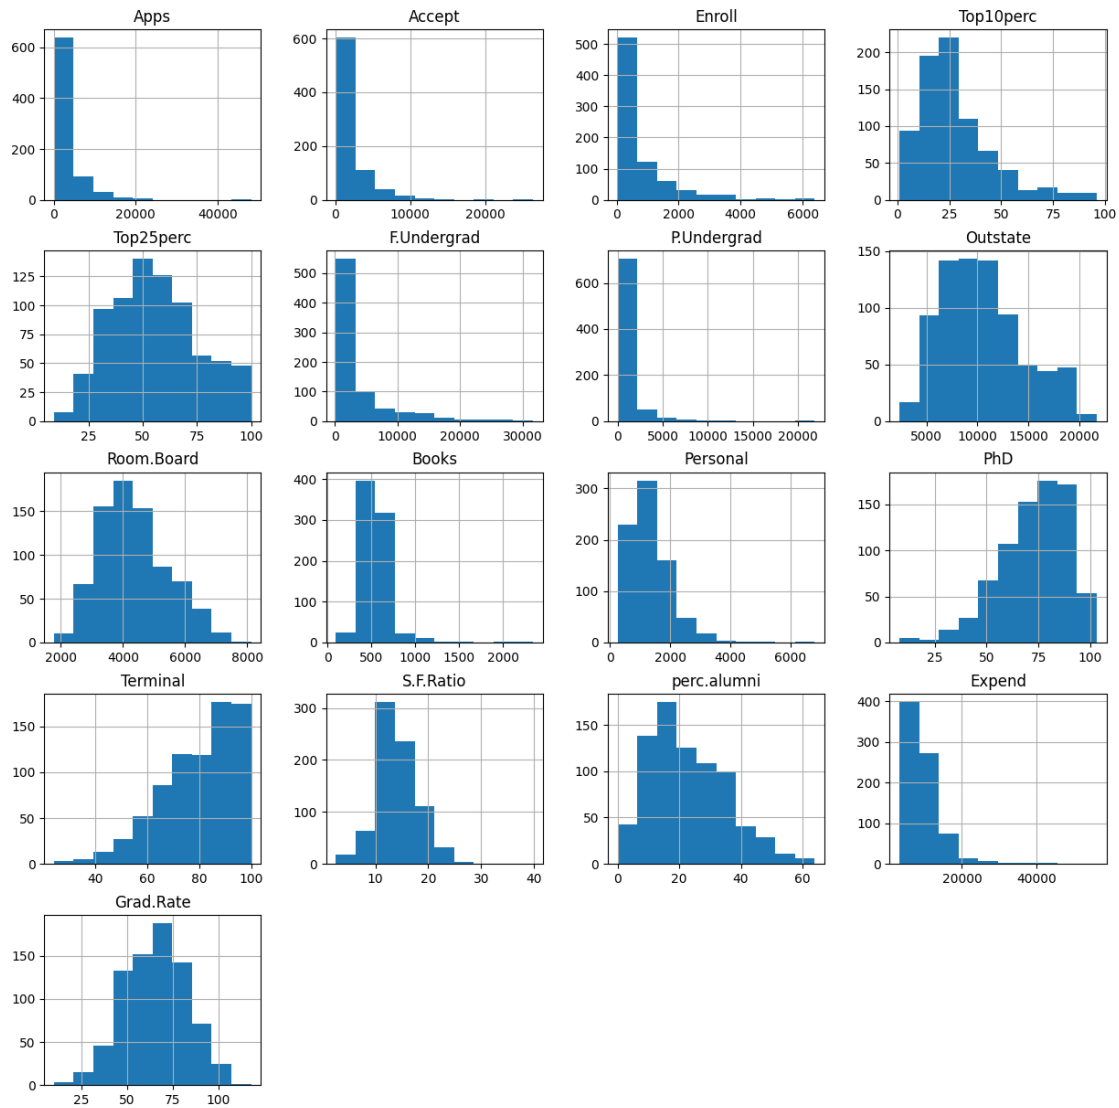 Apps Accept Enroll Top10perc
600 400 200 0 600 400 200 0 500 400 300 200 100 0 200 150 100 50 0
0 20000 40000 0 10000 20000 0 2000 4000 6000 0 25 50 75 100
Top25perc F.Undergrad P.Undergrad Outstate
125 100 75 50 25 0 500 400 300 200 100 0 600 400 200 0 150 100 50 0
25 50 75 100 0 10000 20000 30000 0 5000 10000 15000 20000 5000 10000 15000 20000
Room.Board Books Personal PhD
150 100 50 0 400 300 200 100 0 300 200 100 0 150 100 50 0
2000 4000 6000 8000 0 500 1000 1500 2000 0 2000 4000 6000 25 50 75 100
Terminal S.F.Ratio perc.alumni Expend
150 100 50 0 300 200 100 0 150 100 50 0 400 300 200 100 0
40 60 80 100 10 20 30 40 0 20 40 60 20000 40000
Grad.Rate
150 100 50 0
25 50 75 100